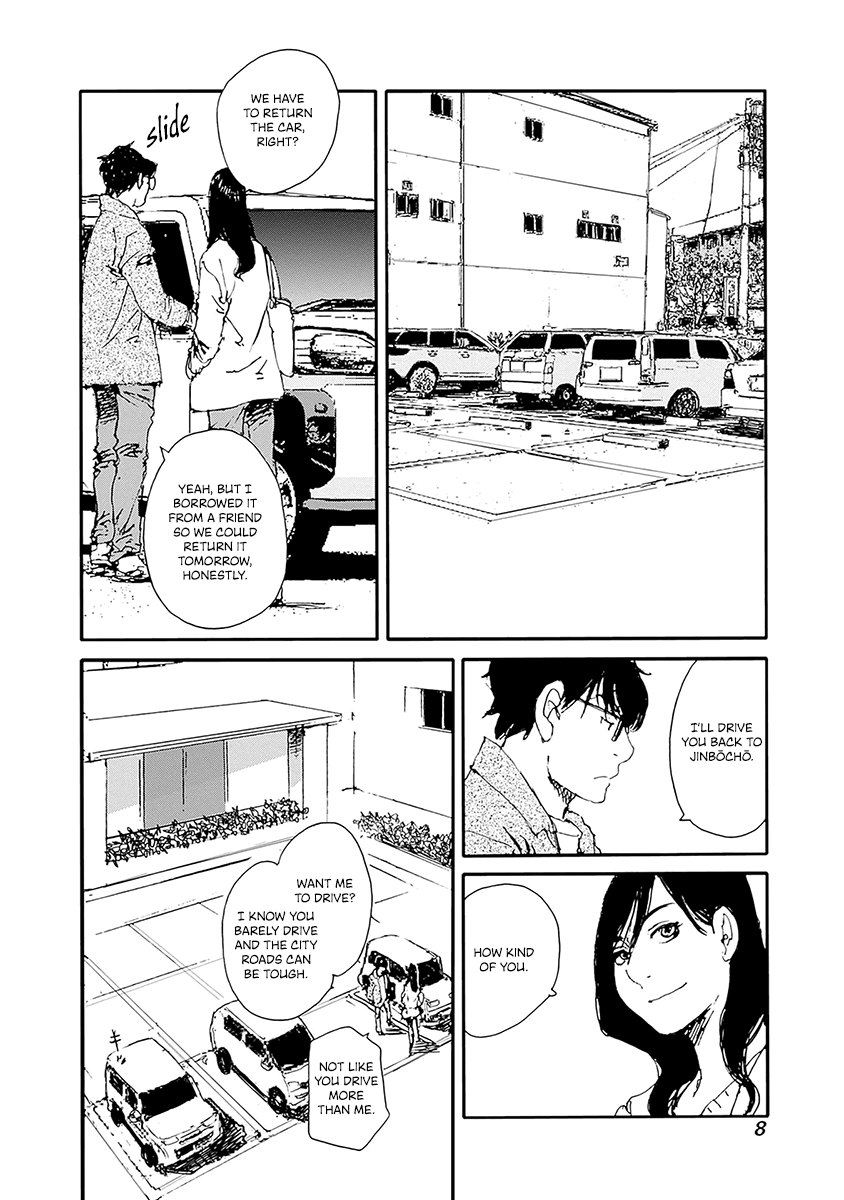 WE HAVE
TO RETURN
THE CAR,
RIGHT?
slide
YEAH, BUT I
BORROWED IT
FROM A FRIEND
SO WE COULD
RETURN IT
TOMORROW,
HONESTLY.
I'LL DRIVE
YOU BACK TO
JINBŌCHŌ.
HOW KIND
OF YOU.
WANT ME
TO DRIVE?
I KNOW YOU
BARELY DRIVE
AND THE CITY
ROADS CAN
BE TOUGH.
NOT LIKE
YOU DRIVE
MORE
THAN ME.
8